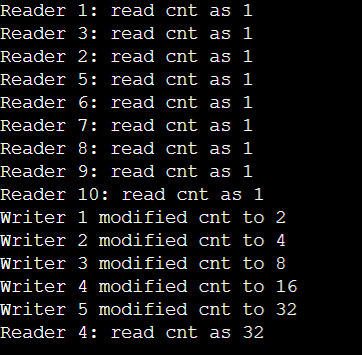 Reader 1: read cnt as 1
Reader 3: read cnt as 1
Reader 2: read cnt as 1
Reader 5: read cnt as 1
Reader 6: read cnt as 1
Reader 7: read cnt as 1
Reader 8: read cnt as 1
Reader 9: read cnt as 1
Reader 10: read cnt as 1
Writer 1 modified cnt to 2
Writer 2 modified cnt to 4
Writer 3 modified cnt to 8
Writer 4 modified cnt to 16
Writer 5 modified cnt to 32
Reader 4: read cnt as 32